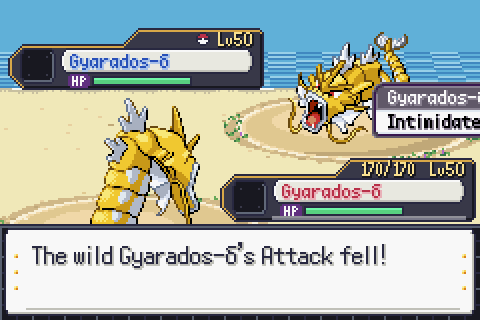 Lv50
Gyarados-δ
HP
Gyarados-δ
Intimidate
170/170 Lv50
Gyarados-δ
HP
The wild Gyarados-δ's Attack fell!